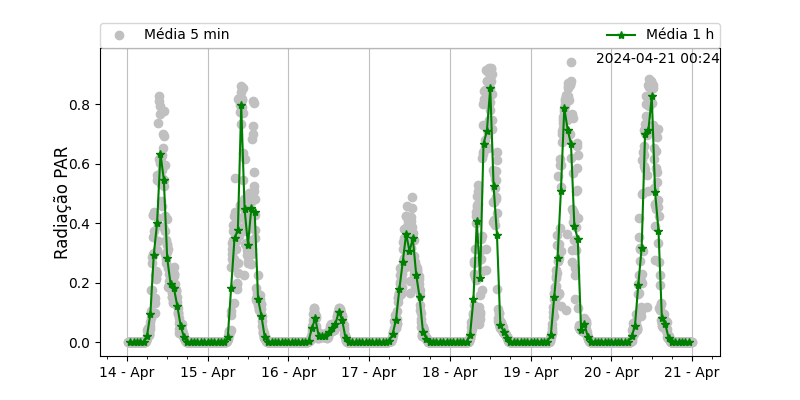 Média 5 min
Média 1 h
2024-04-21 00:24
Radiação PAR
0.8
0.6
0.4
0.2
0.0
14 - Apr
15 - Apr
16 - Apr
17 - Apr
18 - Apr
19 - Apr
20 - Apr
21 - Apr